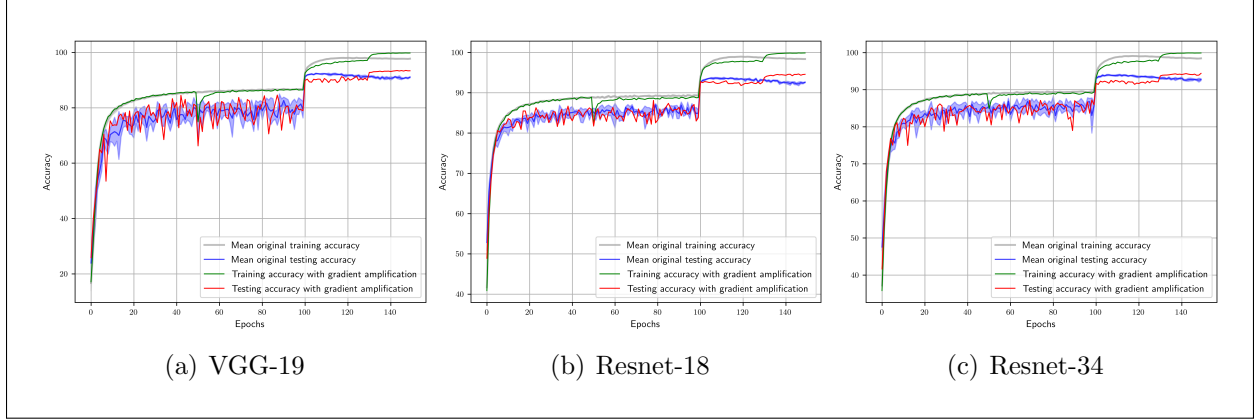 100
80
60
40
20
Accuracy
0 20 40 60 80 100 120 140
Epochs
Mean original training accuracy
Mean original testing accuracy
Training accuracy with gradient amplification
Testing accuracy with gradient amplification
(a) VGG-19
100
90
80
70
60
50
40
Accuracy
0 20 40 60 80 100 120 140
Epochs
Mean original training accuracy
Mean original testing accuracy
Training accuracy with gradient amplification
Testing accuracy with gradient amplification
(b) Resnet-18
100
90
80
70
60
50
40
Accuracy
0 20 40 60 80 100 120 140
Epochs
Mean original training accuracy
Mean original testing accuracy
Training accuracy with gradient amplification
Testing accuracy with gradient amplification
(c) Resnet-34